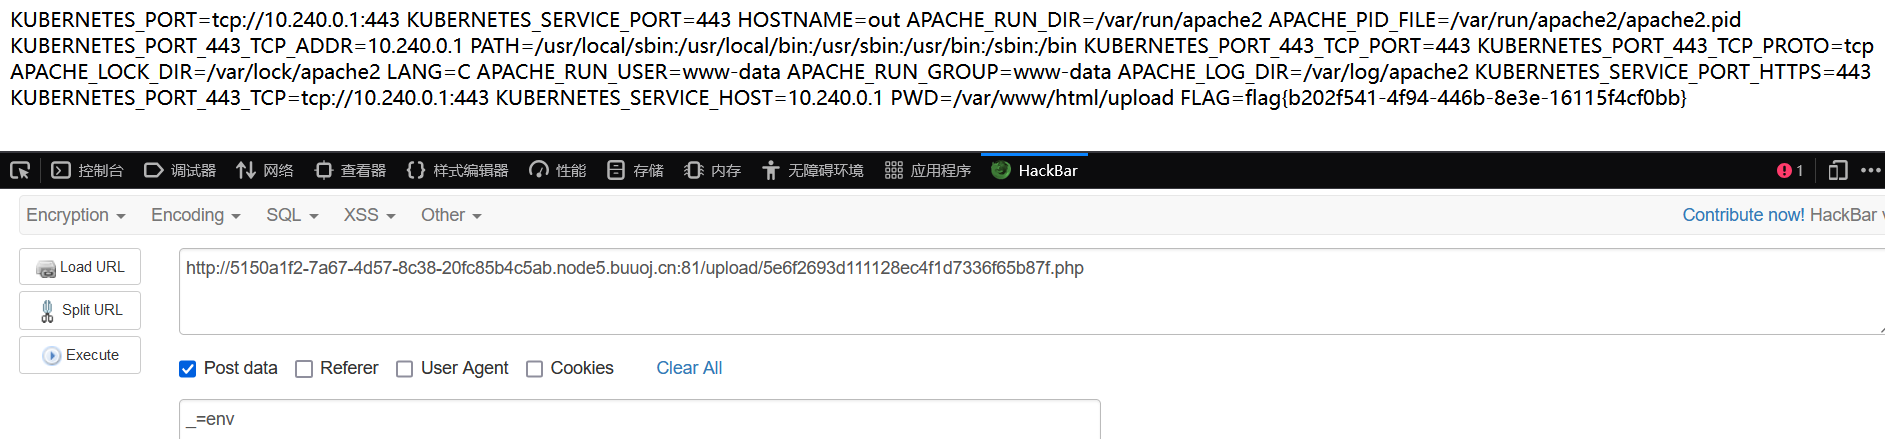 KUBERNETES_PORT=tcp://10.240.0.1:443 KUBERNETES_SERVICE_PORT=443 HOSTNAME=out APACHE_RUN_DIR=/var/run/apache2 APACHE_PID_FILE=/var/run/apache2/apache2.pid
KUBERNETES_PORT_443_TCP_ADDR=10.240.0.1 PATH=/usr/local/sbin:/usr/local/bin:/usr/sbin:/usr/bin:/sbin:/bin KUBERNETES_PORT_443_TCP_PORT=443 KUBERNETES_PORT_443_TCP_PROTO=tcp
APACHE_LOCK_DIR=/var/lock/apache2 LANG=C APACHE_RUN_USER=www-data APACHE_RUN_GROUP=www-data APACHE_LOG_DIR=/var/log/apache2 KUBERNETES_SERVICE_PORT_HTTPS=443
KUBERNETES_PORT_443_TCP=tcp://10.240.0.1:443 KUBERNETES_SERVICE_HOST=10.240.0.1 PWD=/var/www/html/upload FLAG=flag{b202f541-4f94-446b-8e3e-16115f4cf0bb}
控制台 调试器 网络 查看器 样式编辑器 性能 存储 内存 无障碍环境 应用程序 HackBar 1
Encryption Encoding SQL XSS Other Contribute now! HackBar v
Load URL
http://5150a1f2-7a67-4d57-8c38-20fc85b4c5ab.node5.buuoj.cn:81/upload/5e6f2693d111128ec4f1d7336f65b87f.php
Split URL
Execute
Post data Referer User Agent Cookies Clear All
_=env